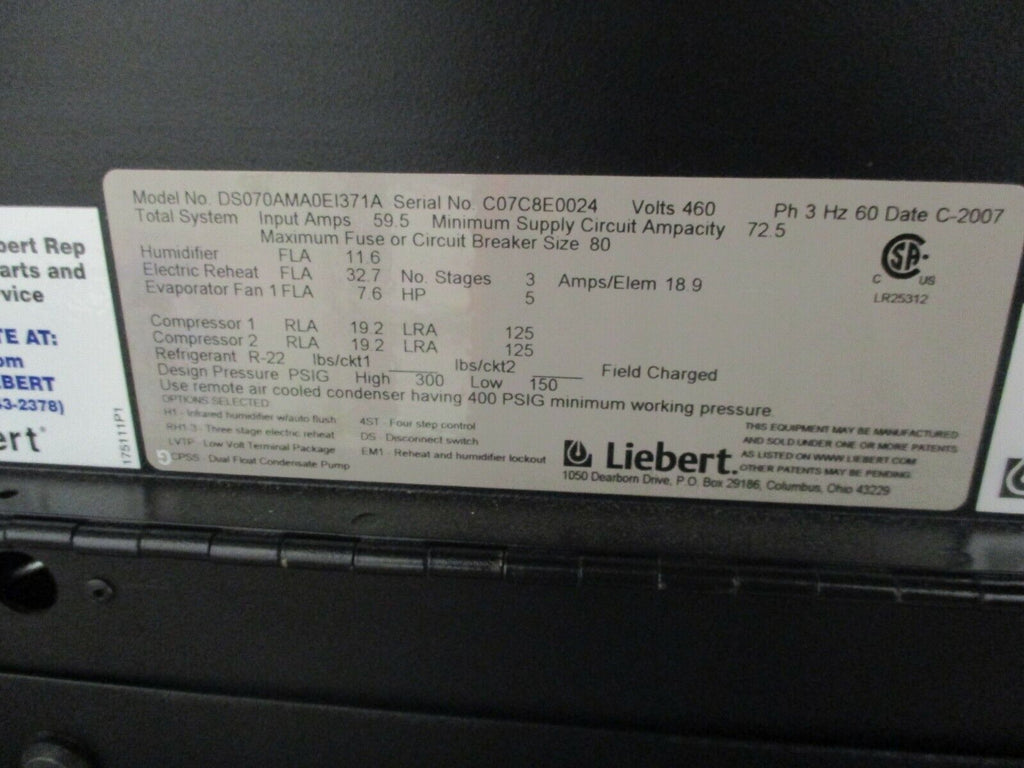 Model No. DS070AMA0EI371A Serial No. C07C8E0024 Volts 460 Ph 3 Hz 60 Date C-2007
Total System Input Amps 59.5 Minimum Supply Circuit Ampacity 72.5
Maximum Fuse or Circuit Breaker Size 80
Humidifier FLA 11.6
Electric Reheat FLA 32.7 No. Stages 3 Amps/Elem 18.9
Evaporator Fan 1 FLA 7.6 HP 5
SA
C US
LR25312
Compressor 1 RLA 19.2 LRA 125
Compressor 2 RLA 19.2 LRA 125
Refrigerant R-22 lbs/ckt1 ____ lbs/ckt2 ____ Field Charged
Design Pressure PSIG High 300 Low 150
Use remote air cooled condenser having 400 PSIG minimum working pressure
OPTIONS SELECTED:
H1 - Infrared humidifier w/auto flush 4ST - Four step control
RH1.3 - Three stage electric reheat DS - Disconnect switch
LVTP - Low Volt Terminal Package EM1 - Reheat and humidifier lockout
CPSS - Dual Float Condensate Pump
Liebert.
1050 Dearborn Drive, P.O. Box 29186, Columbus, Ohio 43229
THIS EQUIPMENT MAY BE MANUFACTURED
AND SOLD UNDER ONE OR MORE PATENTS
AS LISTED ON WWW.LIEBERT.COM
OTHER PATENTS MAY BE PENDING.
bert Rep
arts and
vice
TE AT:
om
EBERT
43-2378)
ert
175111P1